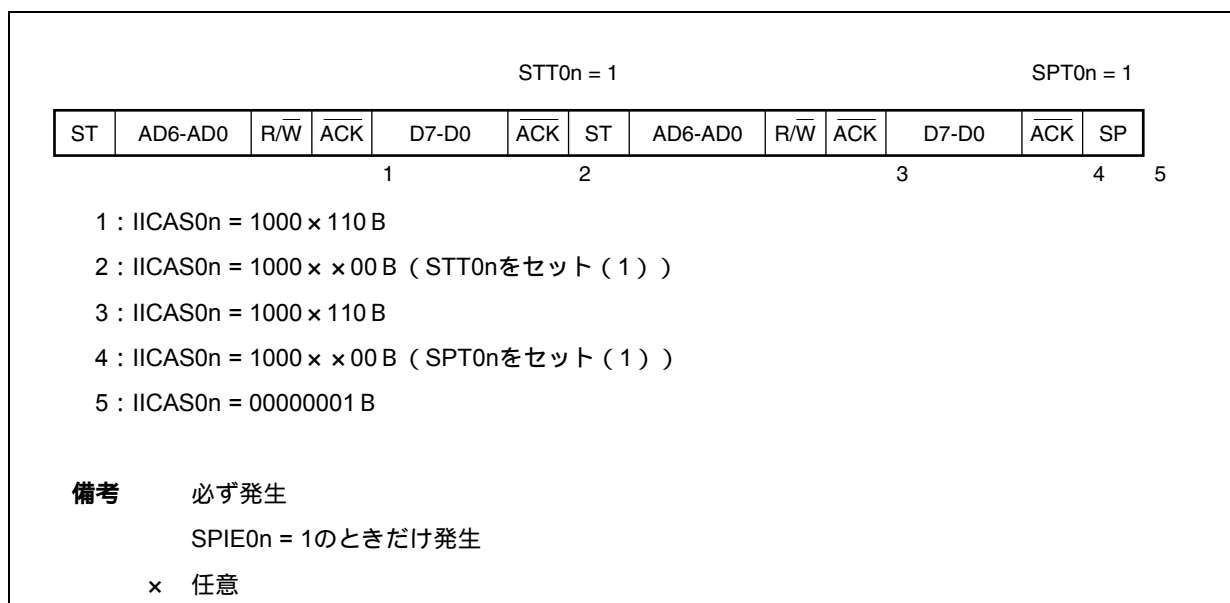 STT0n = 1 SPT0n = 1
ST AD6-AD0 R/W̅ A̅C̅K̅ D7-D0 A̅C̅K̅ ST AD6-AD0 R/W̅ A̅C̅K̅ D7-D0 A̅C̅K̅ SP
1 2 3 4 5
1：IICAS0n = 1000×110 B
2：IICAS0n = 1000××00 B（STT0nをセット（1））
3：IICAS0n = 1000×110 B
4：IICAS0n = 1000××00 B（SPT0nをセット（1））
5：IICAS0n = 00000001 B
備考 必ず発生
SPIE0n = 1のときだけ発生
× 任意